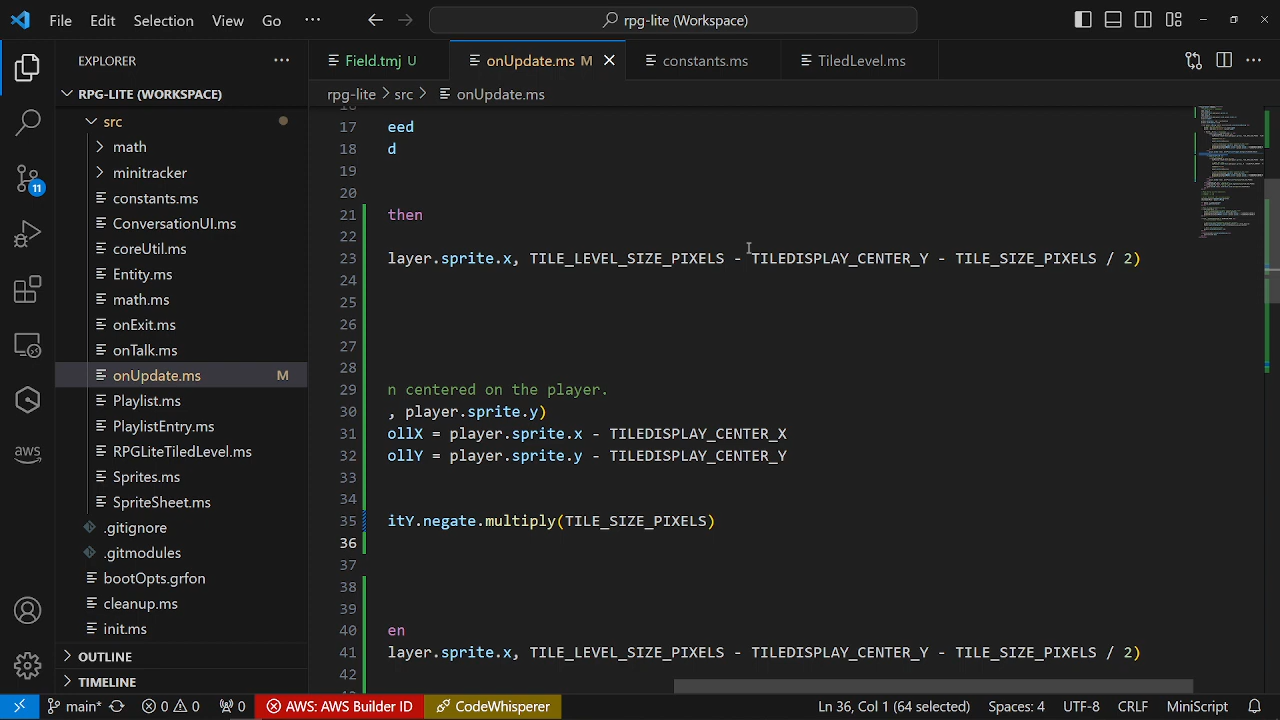 File Edit Selection View Go ··· rpg-lite (Workspace)
EXPLORER ··· Field.tmj U onUpdate.ms M constants.ms TiledLevel.ms ···
RPG-LITE (WORKSPACE)
rpg-lite > src > onUpdate.ms
src
math
minitracker
constants.ms
ConversationUI.ms
coreUtil.ms
Entity.ms
math.ms
onExit.ms
onTalk.ms
onUpdate.ms M
Playlist.ms
PlaylistEntry.ms
RPGLiteTiledLevel.ms
Sprites.ms
SpriteSheet.ms
.gitignore
.gitmodules
bootOpts.grfon
cleanup.ms
init.ms
OUTLINE
TIMELINE
11
aws
17 eed
18 d
19
20
21 then
22
23 layer.sprite.x, TILE_LEVEL_SIZE_PIXELS - TILEDISPLAY_CENTER_Y - TILE_SIZE_PIXELS / 2)
24
25
26
27
28
29 n centered on the player.
30 , player.sprite.y)
31 ollX = player.sprite.x - TILEDISPLAY_CENTER_X
32 ollY = player.sprite.y - TILEDISPLAY_CENTER_Y
33
34
35 itY.negate.multiply(TILE_SIZE_PIXELS)
36
37
38
39
40 en
41 layer.sprite.x, TILE_LEVEL_SIZE_PIXELS - TILEDISPLAY_CENTER_Y - TILE_SIZE_PIXELS / 2)
42
main* 0 0 0 AWS: AWS Builder ID CodeWhisperer Ln 36, Col 1 (64 selected) Spaces: 4 UTF-8 CRLF MiniScript